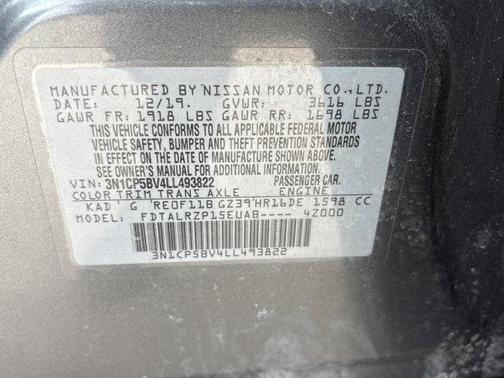 MANUFACTURED BY NISSAN MOTOR CO.,LTD.
DATE: 12/19. GVWR: 3616 LBS
GAWR FR: 1918 LBS GAWR RR: 1698 LBS
THIS VEHICLE CONFORMS TO ALL APPLICABLE FEDERAL MOTOR
VEHICLE SAFETY, BUMPER, AND THEFT PREVENTION STANDARDS
IN EFFECT ON THE DATE OF MANUFACTURE SHOWN ABOVE.
SEE OWNER'S MANUAL FOR ADDITIONAL INFORMATION.
VIN: 3N1CP5BV4LL493822 PASSENGER CAR.
COLOR TRIM TRANS AXLE ENGINE
KAD G RE0F11B GZ39 HR16DE 1598 CC
MODEL: FDTALRZP15EUAB---- 4Z000
3N1CP5BV4LL493822